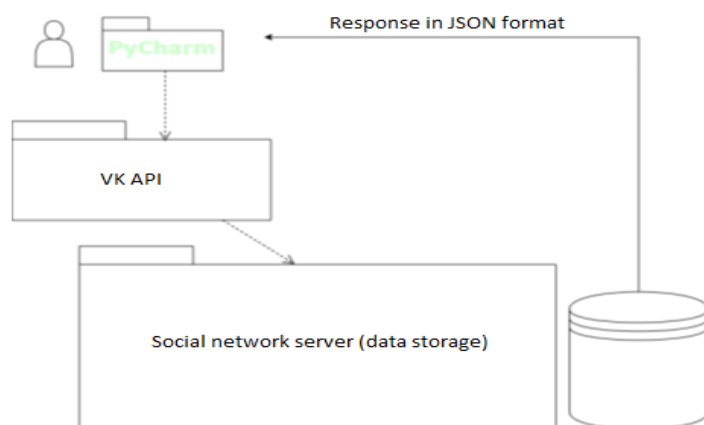 Response in JSON format
PyCharm
VK API
Social network server (data storage)